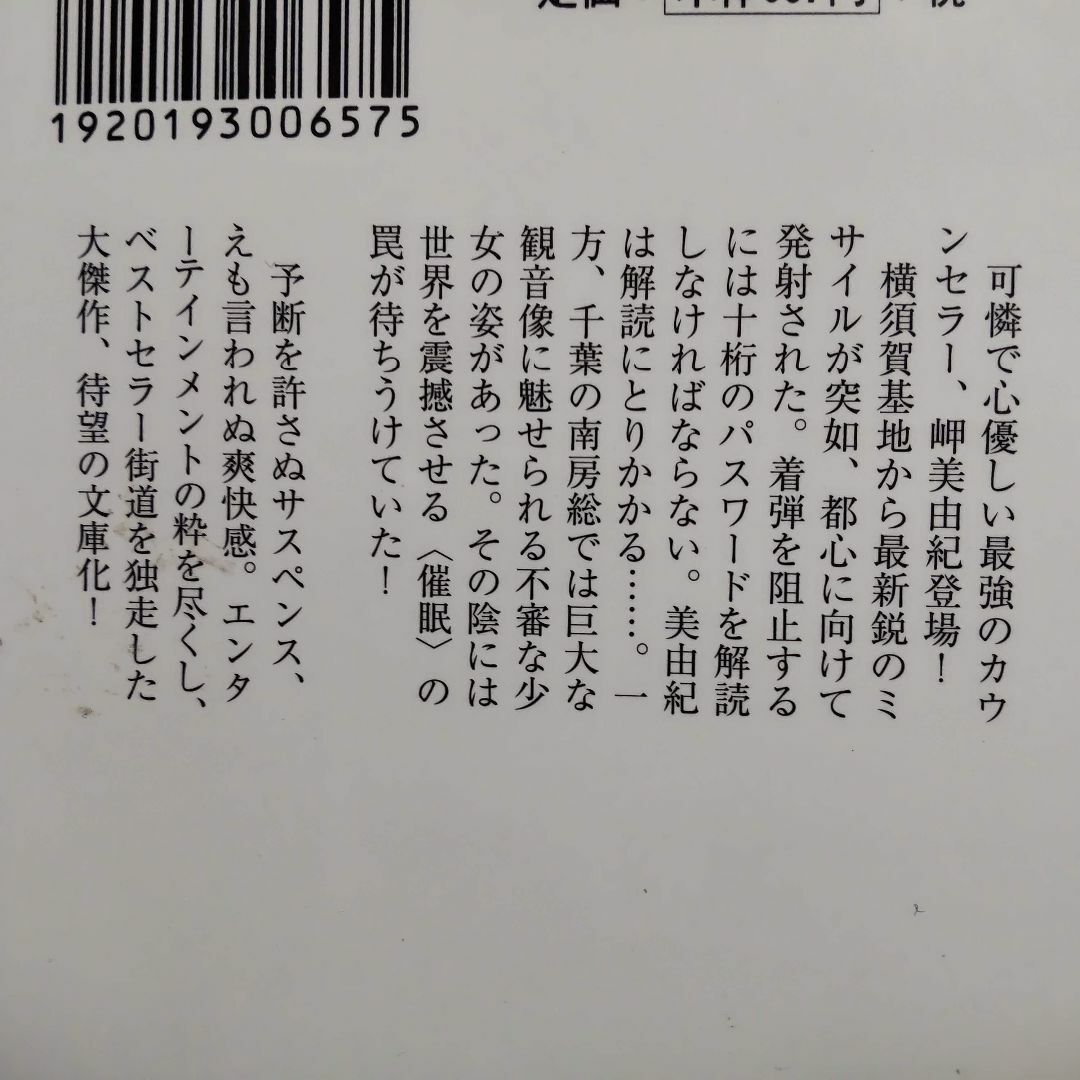 1920193006575
可憐で心優しい最強のカウ
ンセラー、岬美由紀登場！
横須賀基地から最新鋭のミ
サイルが突如、都心に向けて
発射された。着弾を阻止する
には十桁のパスワードを解読
しなければならない。美由紀
は解読にとりかかる……。一
方、千葉の南房総では巨大な
観音像に魅せられる不審な少
女の姿があった。その陰には
世界を震撼させる〈催眠〉の
罠が待ちうけていた！
予断を許さぬサスペンス、
えも言われぬ爽快感。エンタ
ーテインメントの粋を尽くし、
ベストセラー街道を独走した
大傑作、待望の文庫化！